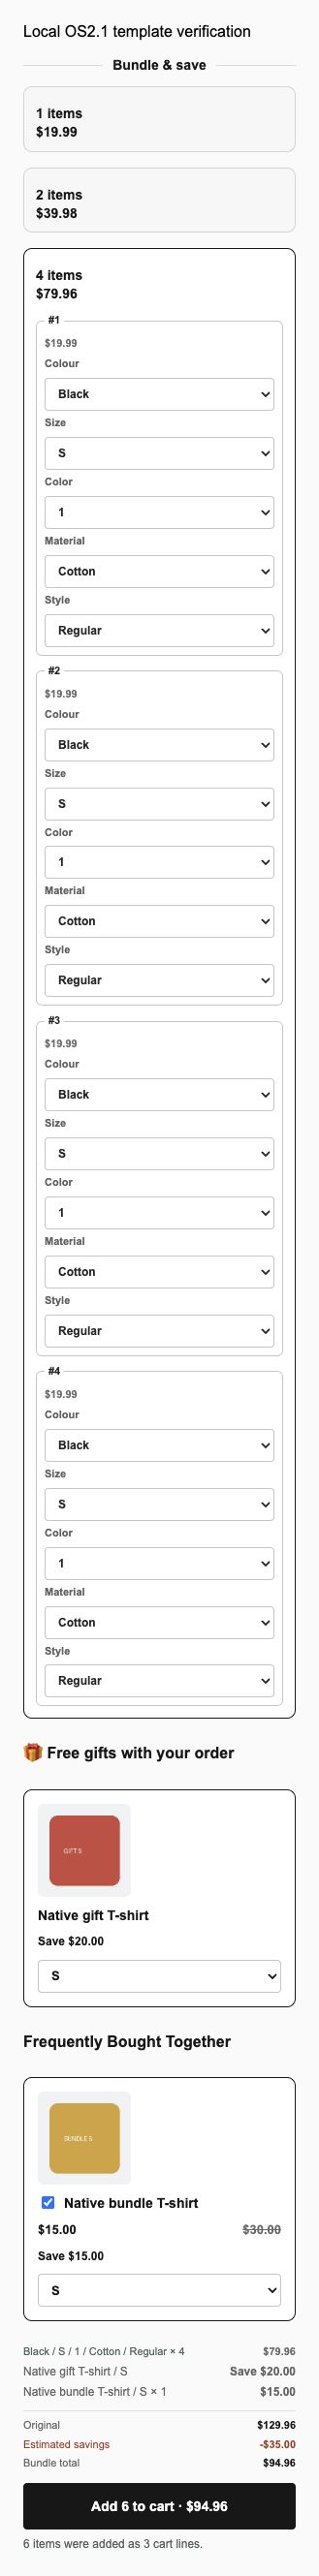 Local OS2.1 template verification
Bundle & save
1 items
$19.99
2 items
$39.98
4 items
$79.96
#1
$19.99
Colour
Black
Size
S
Color
1
Material
Cotton
Style
Regular
#2
$19.99
Colour
Black
Size
S
Color
1
Material
Cotton
Style
Regular
#3
$19.99
Colour
Black
Size
S
Color
1
Material
Cotton
Style
Regular
#4
$19.99
Colour
Black
Size
S
Color
1
Material
Cotton
Style
Regular
🎁 Free gifts with your order
GIFTS
Native gift T-shirt
Save $20.00
S
Frequently Bought Together
BUNDLES
Native bundle T-shirt
$15.00 $30.00
Save $15.00
S
Black / S / 1 / Cotton / Regular × 4 $79.96
Native gift T-shirt / S Save $20.00
Native bundle T-shirt / S × 1 $15.00
Original $129.96
Estimated savings -$35.00
Bundle total $94.96
Add 6 to cart · $94.96
6 items were added as 3 cart lines.